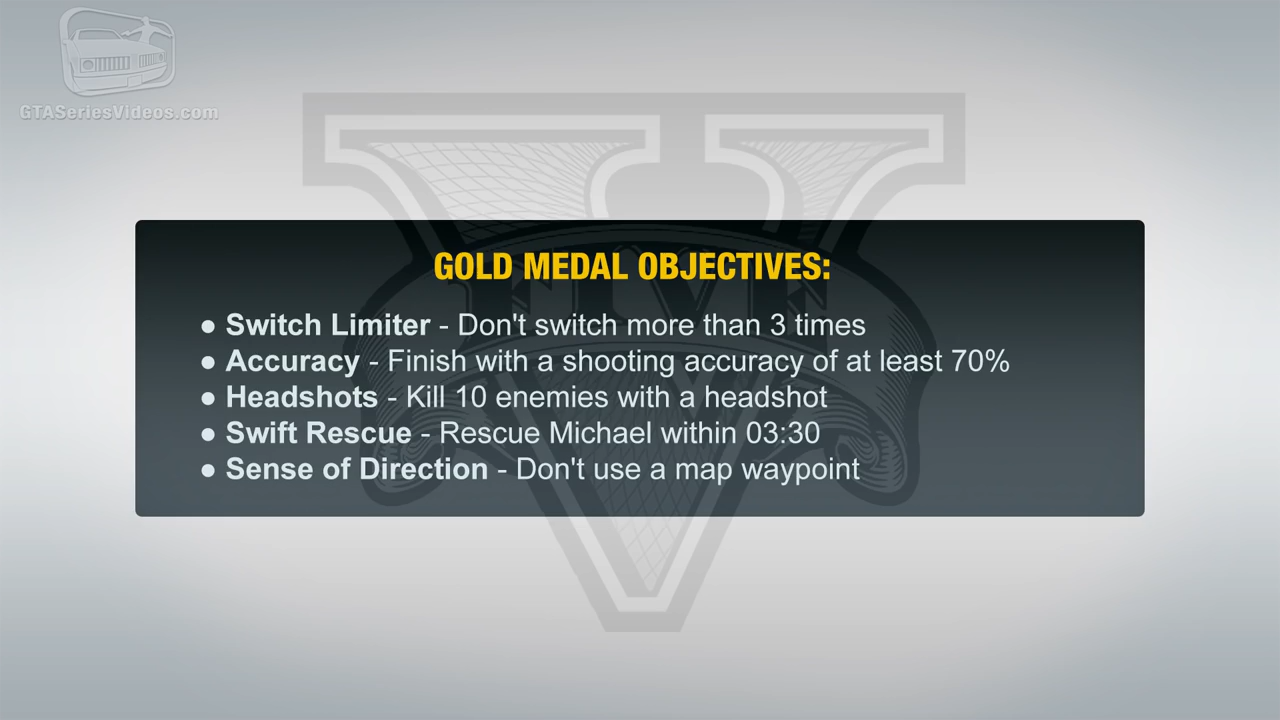 GTASeriesVideos.com
FIVE
GOLD MEDAL OBJECTIVES:
● Switch Limiter - Don't switch more than 3 times
● Accuracy - Finish with a shooting accuracy of at least 70%
● Headshots - Kill 10 enemies with a headshot
● Swift Rescue - Rescue Michael within 03:30
● Sense of Direction - Don't use a map waypoint